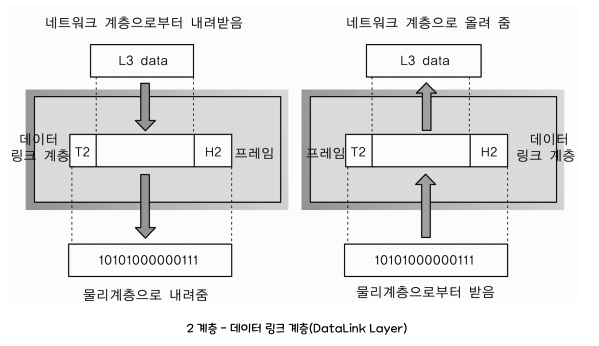 네트워크 계층으로부터 내려받음
L3 data
데이터
링크 계층
T2
H2
프레임
10101000000111
물리계층으로 내려줌
네트워크 계층으로 올려 줌
L3 data
프레임
T2
H2
데이터
링크 계층
10101000000111
물리계층으로부터 받음
2 계층 - 데이터 링크 계층(DataLink Layer)